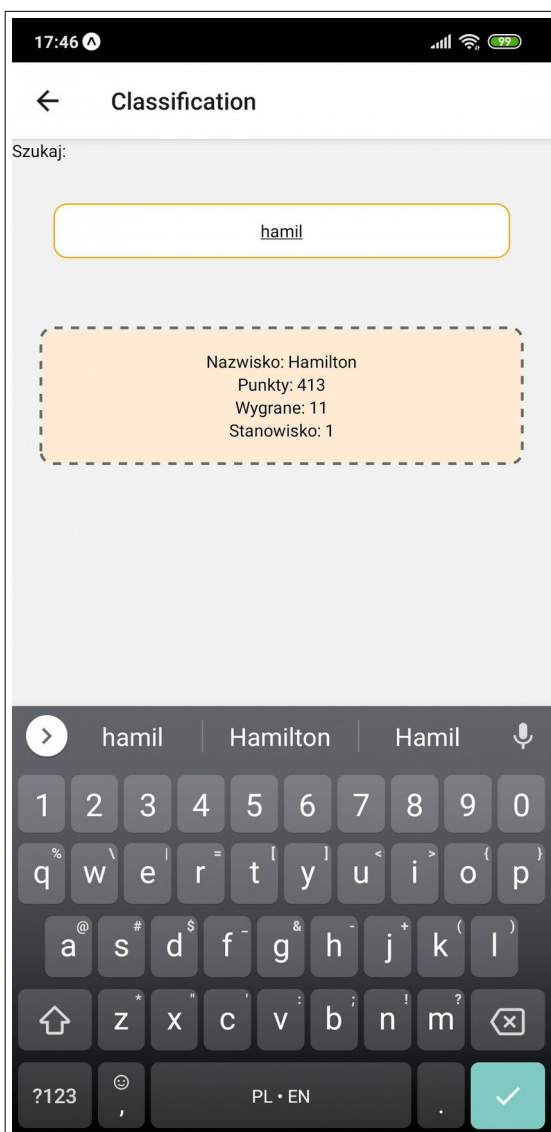 17:46 99
Classification
Szukaj:
hamil
Nazwisko: Hamilton
Punkty: 413
Wygrane: 11
Stanowisko: 1
hamil Hamilton Hamil
1 2 3 4 5 6 7 8 9 0
% \ | = [ ] < > { }
q w e r t y u i o p
@ # $ _ & - + ( )
a s d f g h j k l
* " ' : ; ! ?
z x c v b n m
?123 , PL • EN .